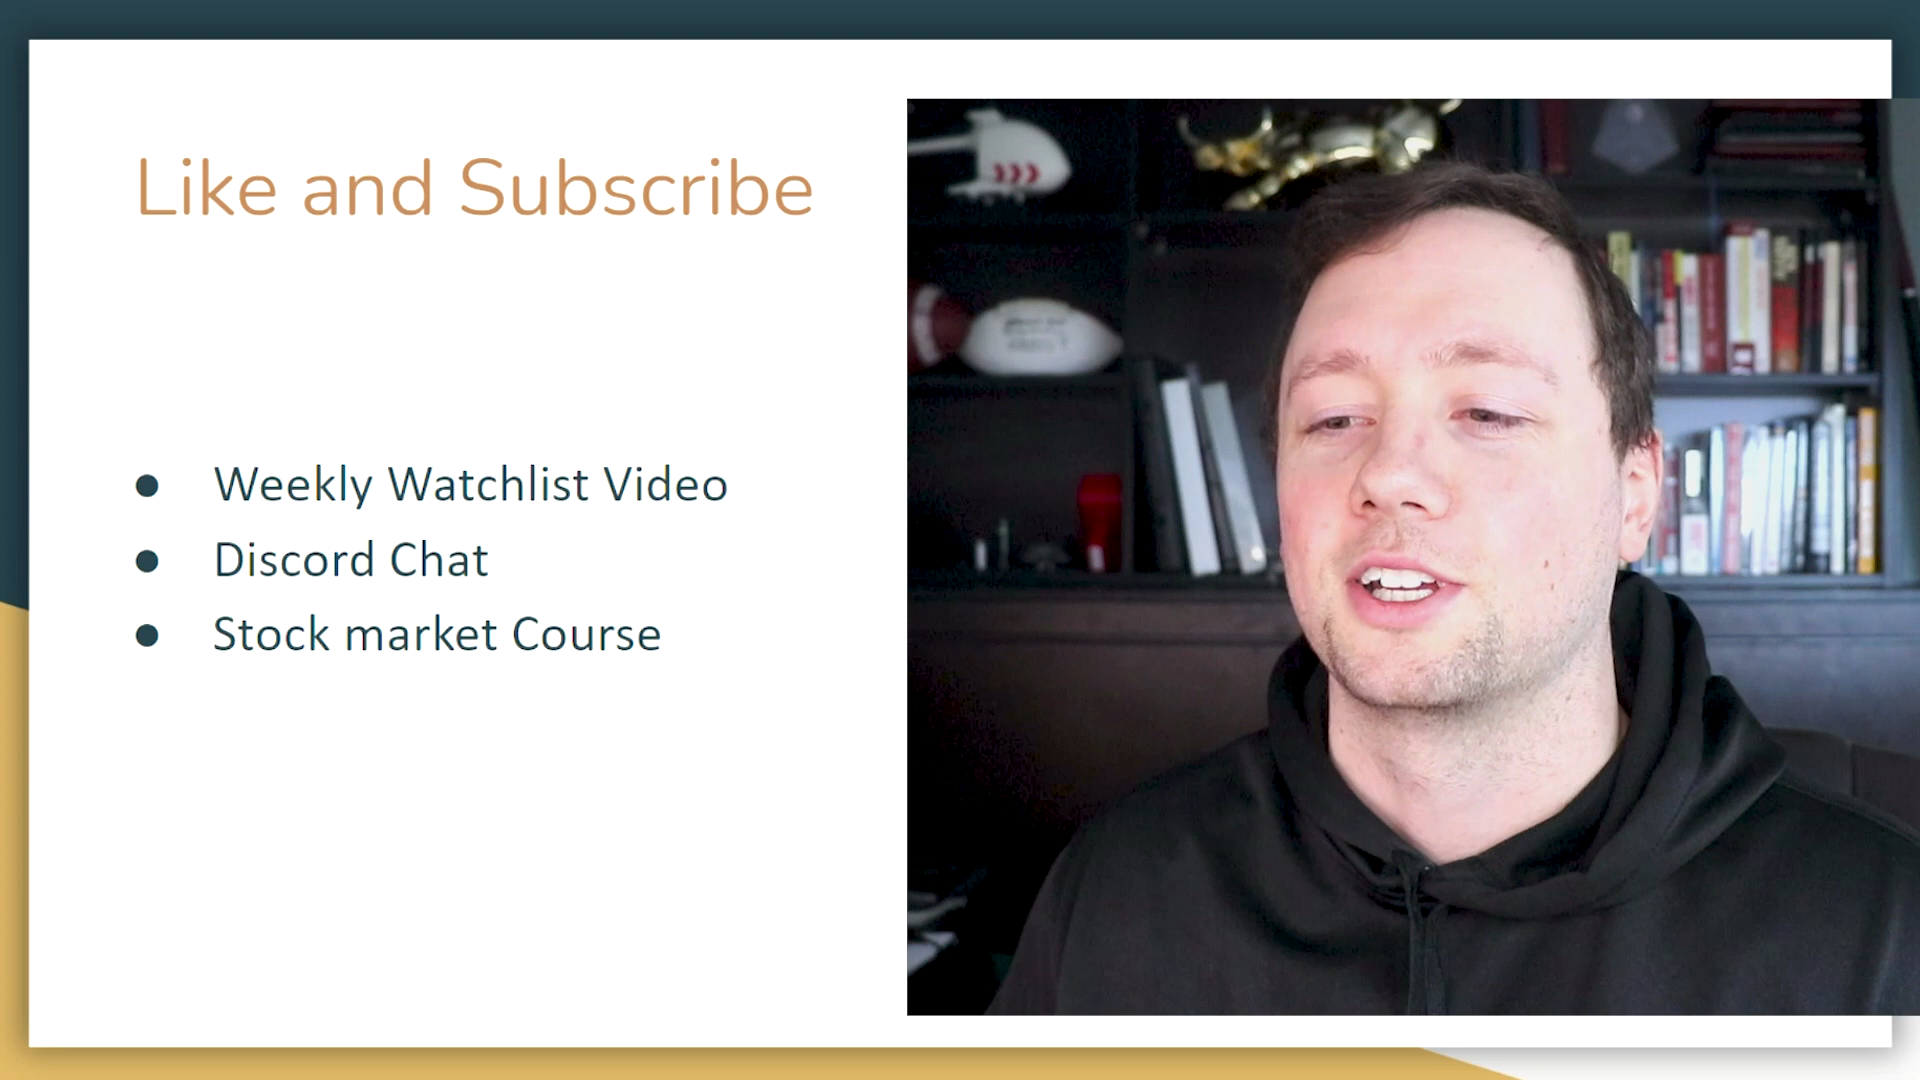 Like and Subscribe
Weekly Watchlist Video
Discord Chat
Stock market Course